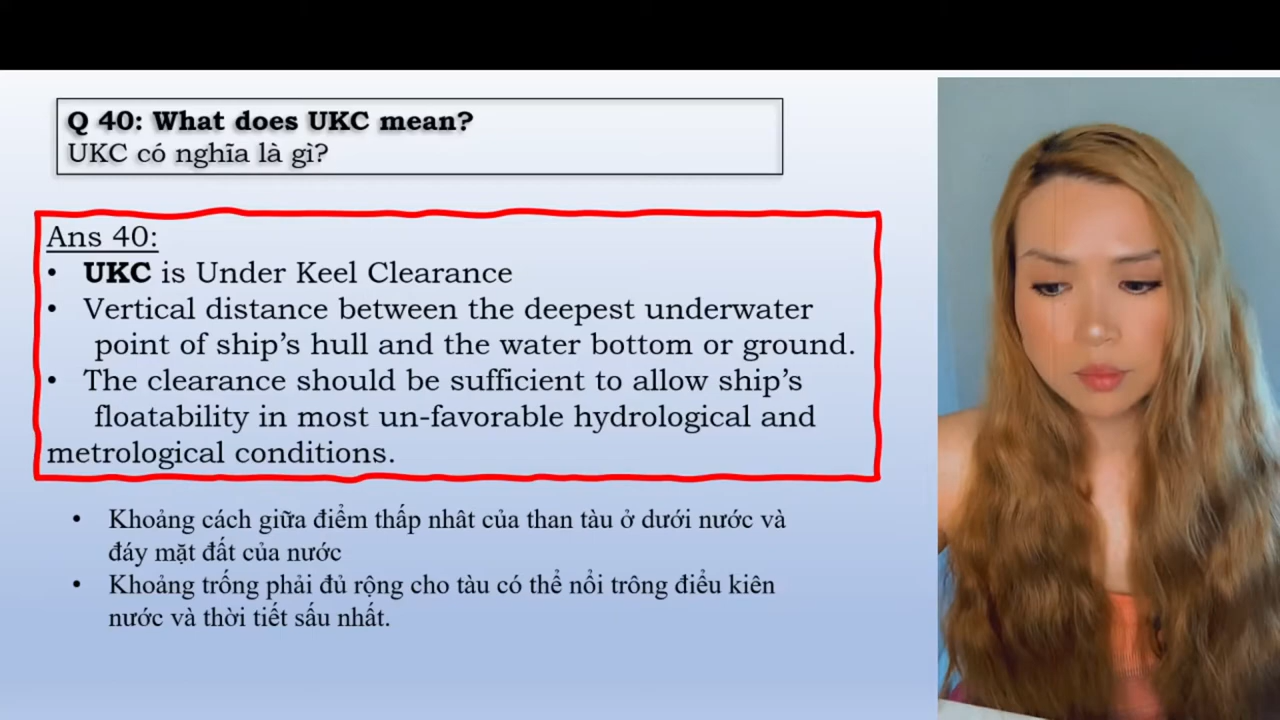 Q 40: What does UKC mean?
UKC có nghĩa là gì?
Ans 40:
• UKC is Under Keel Clearance
• Vertical distance between the deepest underwater
point of ship's hull and the water bottom or ground.
• The clearance should be sufficient to allow ship's
floatability in most un-favorable hydrological and
metrological conditions.
• Khoảng cách giữa điểm thấp nhât của than tàu ở dưới nước và
đáy mặt đất của nước
• Khoảng trống phải đủ rộng cho tàu có thể nổi trông điểu kiên
nước và thời tiết sấu nhất.